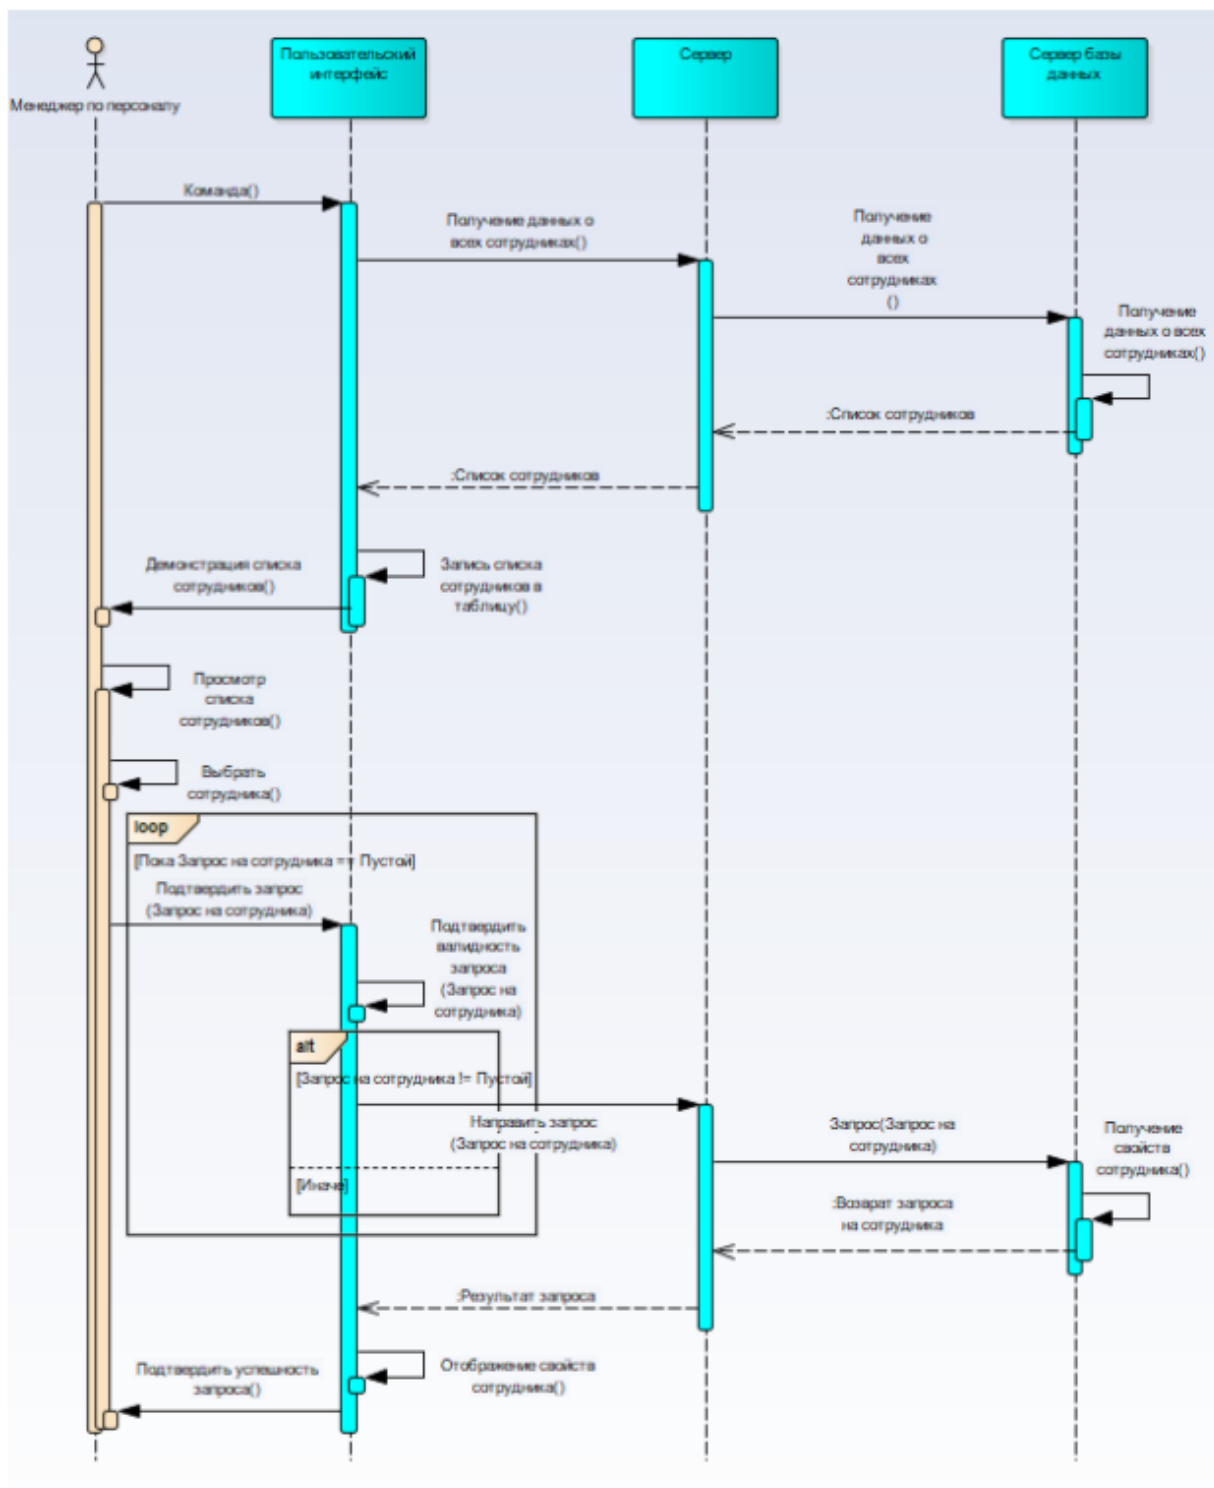 Менеджер по персоналу
Пользовательский
интерфейс
Сервер
Сервер базы
данных
Команда()
Получение данных о
всех сотрудниках()
Получение
данных о
всех
сотрудниках
()
Получение
данных о всех
сотрудниках()
:Список сотрудников
:Список сотрудников
Запись списка
сотрудников в
таблицу()
Демонстрация списка
сотрудников()
Просмотр
списка
сотрудников()
Выбрать
сотрудника()
loop
[Пока Запрос на сотрудника == Пустой]
Подтвердить запрос
(Запрос на сотрудника)
Подтвердить
валидность
запроса
(Запрос на
сотрудника)
alt
[Запрос на сотрудника != Пустой]
Направить запрос
(Запрос на сотрудника)
Запрос(Запрос на
сотрудника)
Получение
свойств
сотрудника()
[Иначе]
:Возврат запроса
на сотрудника
:Результат запроса
Отображение свойств
сотрудника()
Подтвердить успешность
запроса()